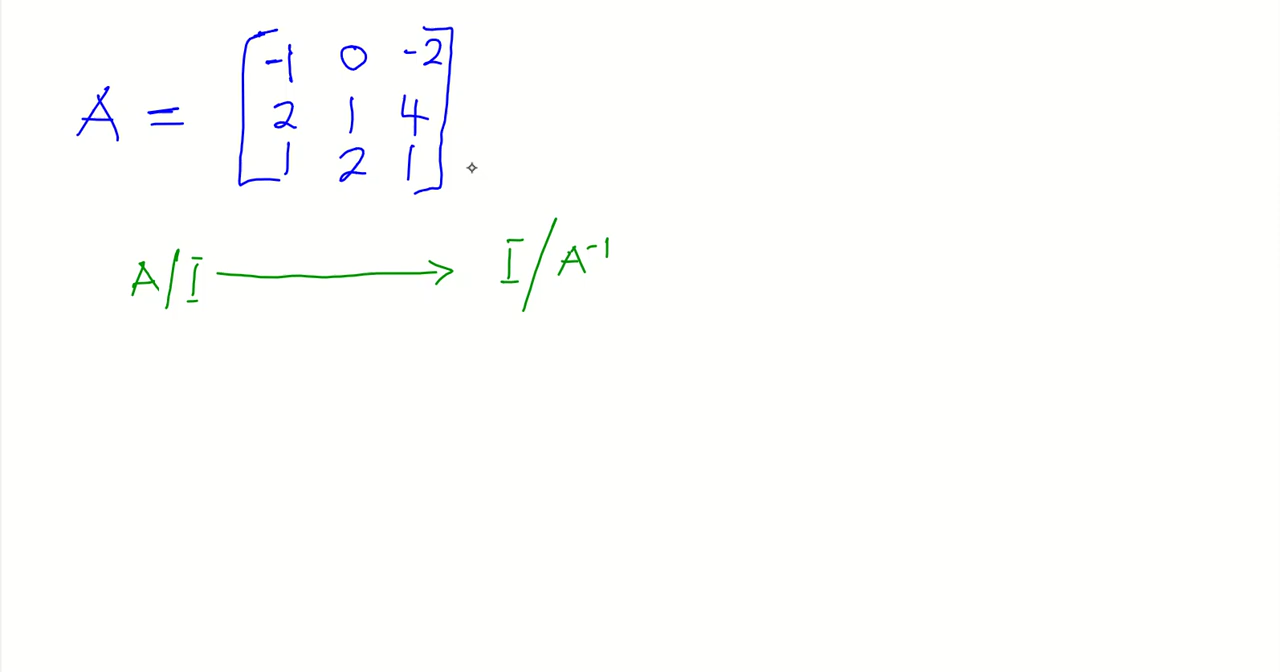 A = [ -1 0 -2
2 1 4
1 2 1 ]
A/I → I/A⁻¹